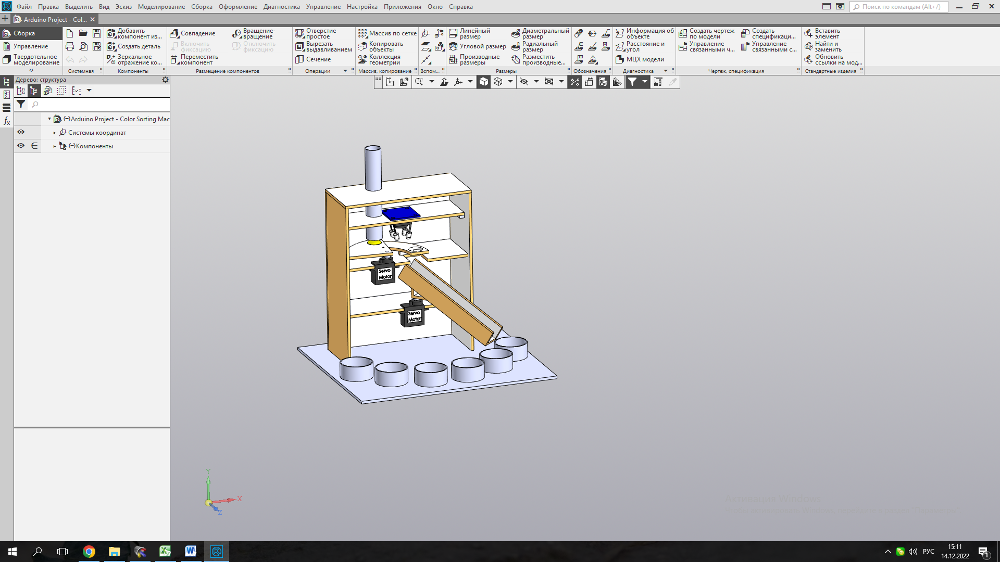 Файл Правка Выделить Вид Эскиз Моделирование Сборка Оформление Диагностика Управление Настройка Приложения Окно Справка
Поиск по командам (Alt+/)
Arduino Project - Col...
Сборка
Управление
Твердотельное
моделирование
Системная
Добавить
компонент из...
Создать деталь
Зеркальное
отражение ко...
Компоненты
Совпадение
Включить
фиксацию
Переместить
компонент
Вращение-
вращение
Отключить
фиксацию
Размещение компонентов
Отверстие
простое
Вырезать
выдавливанием
Сечение
Операции
Массив по сетке
Копировать
объекты
Коллекция
геометрии
Массив, копирование
Вспом...
Линейный
размер
Угловой размер
Производные
размеры
Диаметральный
размер
Радиальный
размер
Разместить
производные...
Размеры
Обозначения
Информация об
объекте
Расстояние и
угол
МЦХ модели
Диагностика
Создать чертеж
по модели
Управление
связанными ч...
Создать
спецификаци...
Управление
связанными с...
Чертеж, спецификация
Вставить
элемент
Найти и
заменить
Обновить
ссылки на мод...
Стандартные изделия
Дерево: структура
(−)Arduino Project - Color Sorting Mac
Системы координат
(−)Компоненты
Servo
Motor
Servo
Motor
Y
X
Z
Активация Windows
РУС
15:11
14.12.2022
1